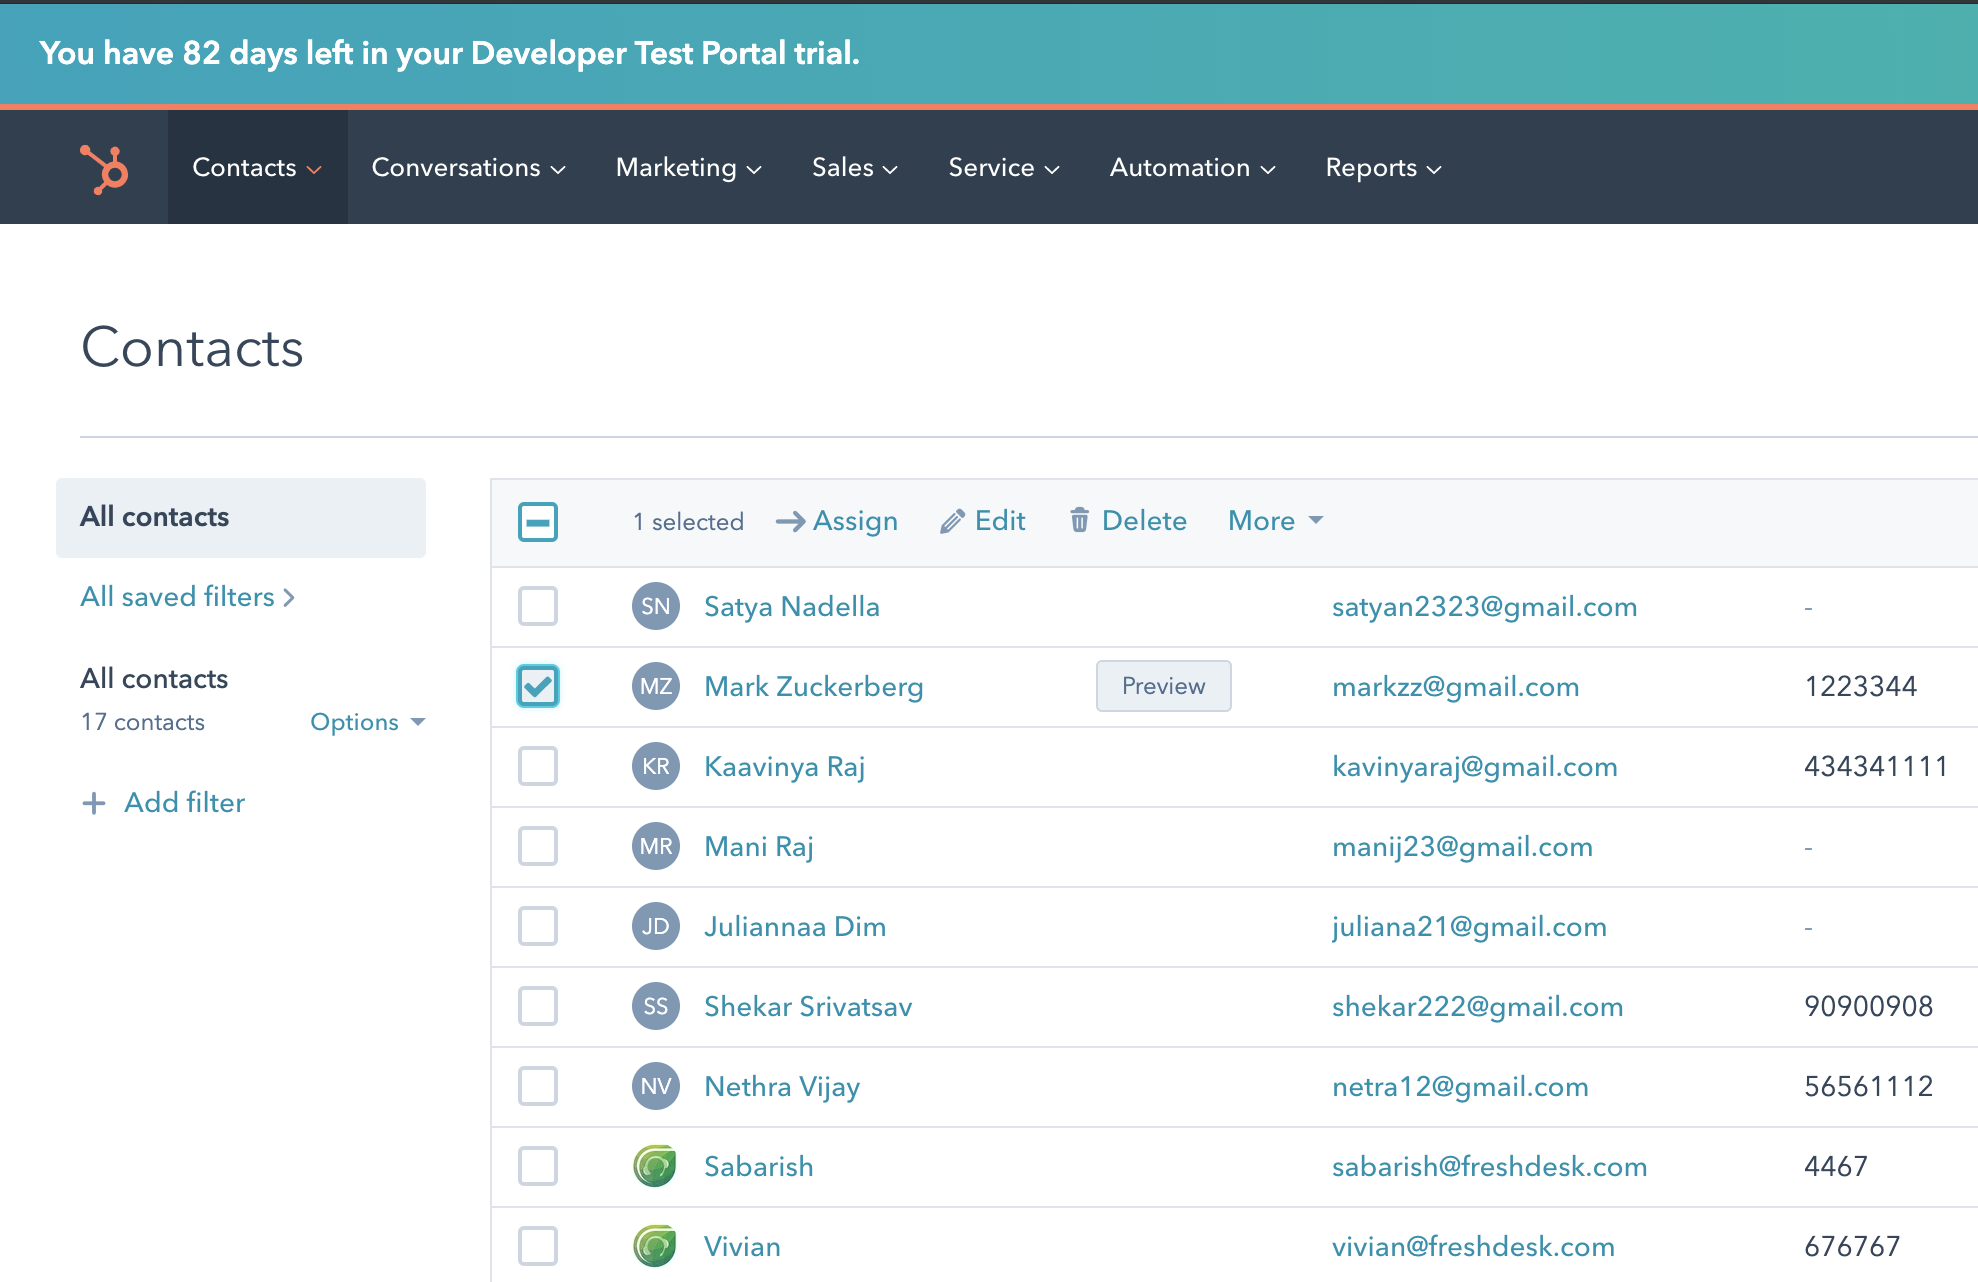 You have 82 days left in your Developer Test Portal trial.
Contacts Conversations Marketing Sales Service Automation Reports
Contacts
All contacts
All saved filters
All contacts
17 contacts Options
+ Add filter
1 selected Assign Edit Delete More
SN Satya Nadella satyan2323@gmail.com -
MZ Mark Zuckerberg Preview markzz@gmail.com 1223344
KR Kaavinya Raj kavinyaraj@gmail.com 434341111
MR Mani Raj manij23@gmail.com -
JD Juliannaa Dim juliana21@gmail.com -
SS Shekar Srivatsav shekar222@gmail.com 90900908
NV Nethra Vijay netra12@gmail.com 56561112
Sabarish sabarish@freshdesk.com 4467
Vivian vivian@freshdesk.com 676767